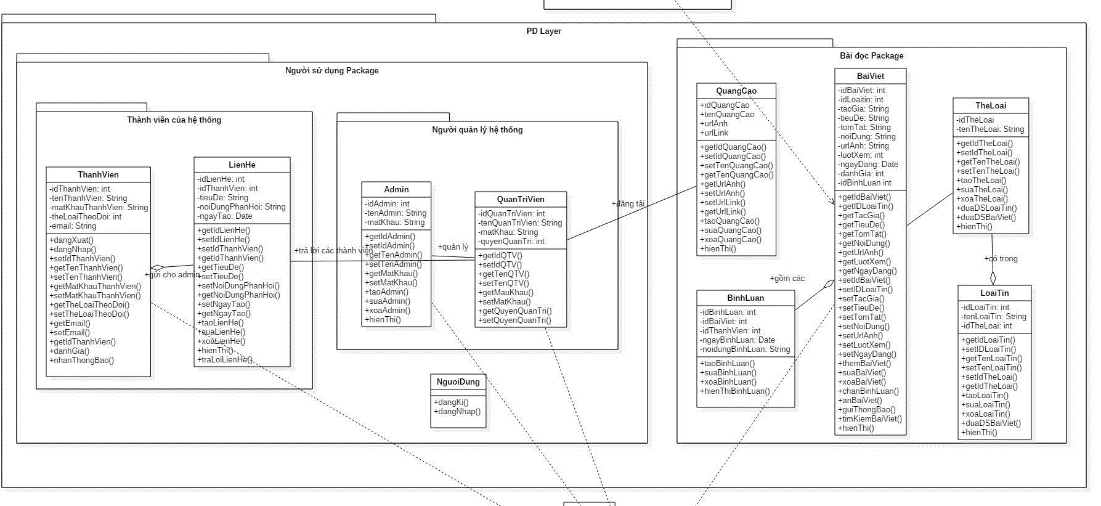 PD Layer
Người sử dụng Package
Thành viên của hệ thông
ThanhVien
-idThanhVien: int
-tenThanhVien: String
-matKhauThanhVien: String
-theLoaiTheoDoi: int
-email: String
+dangXuat()
+dangNhap()
+setIdThanhVien()
+getTenThanhVien()
+setTenThanhVien()
+getMatKhauThanhVien()
+setMatKhauThanhVien()
+getTheLoaiTheoDoi()
+setTheLoaiTheoDoi()
+getEmail()
+setEmail()
+getIdThanhVien()
+danhGia()
+nhanThongBao()
+gửi cho admin
LienHe
-idLienHe: int
-idThanhVien: int
-tieuDe: String
-noiDungPhanHoi: String
-ngayTao: Date
+getIdLienHe()
+setIdLienHe()
+setIdThanhVien()
+getIdThanhVien()
+getTieuDe()
+setTieuDe()
+setNoiDungPhanHoi()
+getNoiDungPhanHoi()
+setNgayTao()
+getNgayTao()
+taoLienHe()
+suaLienHe()
+xoaLienHe()
+hienThi()
+traLoiLienHe()
+trả lời các thành viên
Người quản lý hệ thống
Admin
-idAdmin: int
-tenAdmin: String
-matKhau: String
+getIdAdmin()
+setIdAdmin()
+getTenAdmin()
+setTenAdmin()
+getMatKhau()
+setMatKhau()
+taoAdmin()
+suaAdmin()
+xoaAdmin()
+hienThi()
+quản lý
QuanTriVien
-idQuanTriVien: int
-tenQuanTriVien: String
-matKhau: String
-quyenQuanTri: int
+getIdQTV()
+setIdQTV()
+setTenQTV()
+getTenQTV()
+getMauKhau()
+setMatKhau()
+getQuyenQuanTri()
+setQuyenQuanTri()
NguoiDung
+dangKi()
+dangNhap()
+đăng tải
Bài đọc Package
QuangCao
+idQuangCao
+tenQuangCao
+urlAnh
+urlLink
+getIdQuangCao()
+setIdQuangCao()
+setTenQuangCao()
+getTenQuangCao()
+getUrlAnh()
+setUrlAnh()
+setUrlLink()
+getUrlLink()
+taoQuangCao()
+suaQuangCao()
+xoaQuangCao()
+hienThi()
+gồm các
BinhLuan
-idBinhLuan: int
-idBaiViet: int
-idThanhVien: int
-ngayBinhLuan: Date
-noidungBinhLuan: String
+taoBinhLuan()
+suaBinhLuan()
+xoaBinhLuan()
+hienThiBinhLuan()
BaiViet
-idBaiViet: int
-idLoaitin: int
-tacGia: String
-tieuDe: String
-tomTat: String
-noiDung: String
-urlAnh: String
-luotXem: int
-ngayDang: Date
-danhGia: int
-idBinhLuan: int
+getIdBaiViet()
+getIDLoaiTin()
+getTacGia()
+getTieuDe()
+getTomTat()
+getNoiDung()
+getUrlAnh()
+getLuotXem()
+getNgayDang()
+setIdBaiViet()
+setIDLoaiTin()
+setTacGia()
+setTieuDe()
+setTomTat()
+setNoiDung()
+setUrlAnh()
+setLuotXem()
+setNgayDang()
+themBaiViet()
+suaBaiViet()
+xoaBaiViet()
+chanBinhLuan()
+anBaiViet()
+guiThongBao()
+timKiemBaiViet()
+hienThi()
TheLoai
-idTheLoai
-tenTheLoai: String
+getIdTheLoai()
+setIdTheLoai()
+getTenTheLoai()
+setTenTheLoai()
+taoTheLoai()
+suaTheLoai()
+xoaTheLoai()
+duaDSLoaiTin()
+duaDSBaiViet()
+hienThi()
+có trong
LoaiTin
-idLoaiTin: int
-tenLoaiTin: String
-idTheLoai: int
+getIdLoaiTin()
+setIDLoaiTin()
+getTenLoaiTin()
+setTenLoaiTin()
+setIdTheLoai()
+getIdTheLoai()
+taoLoaiTin()
+suaLoaiTin()
+xoaLoaiTin()
+duaDSBaiViet()
+hienThi()